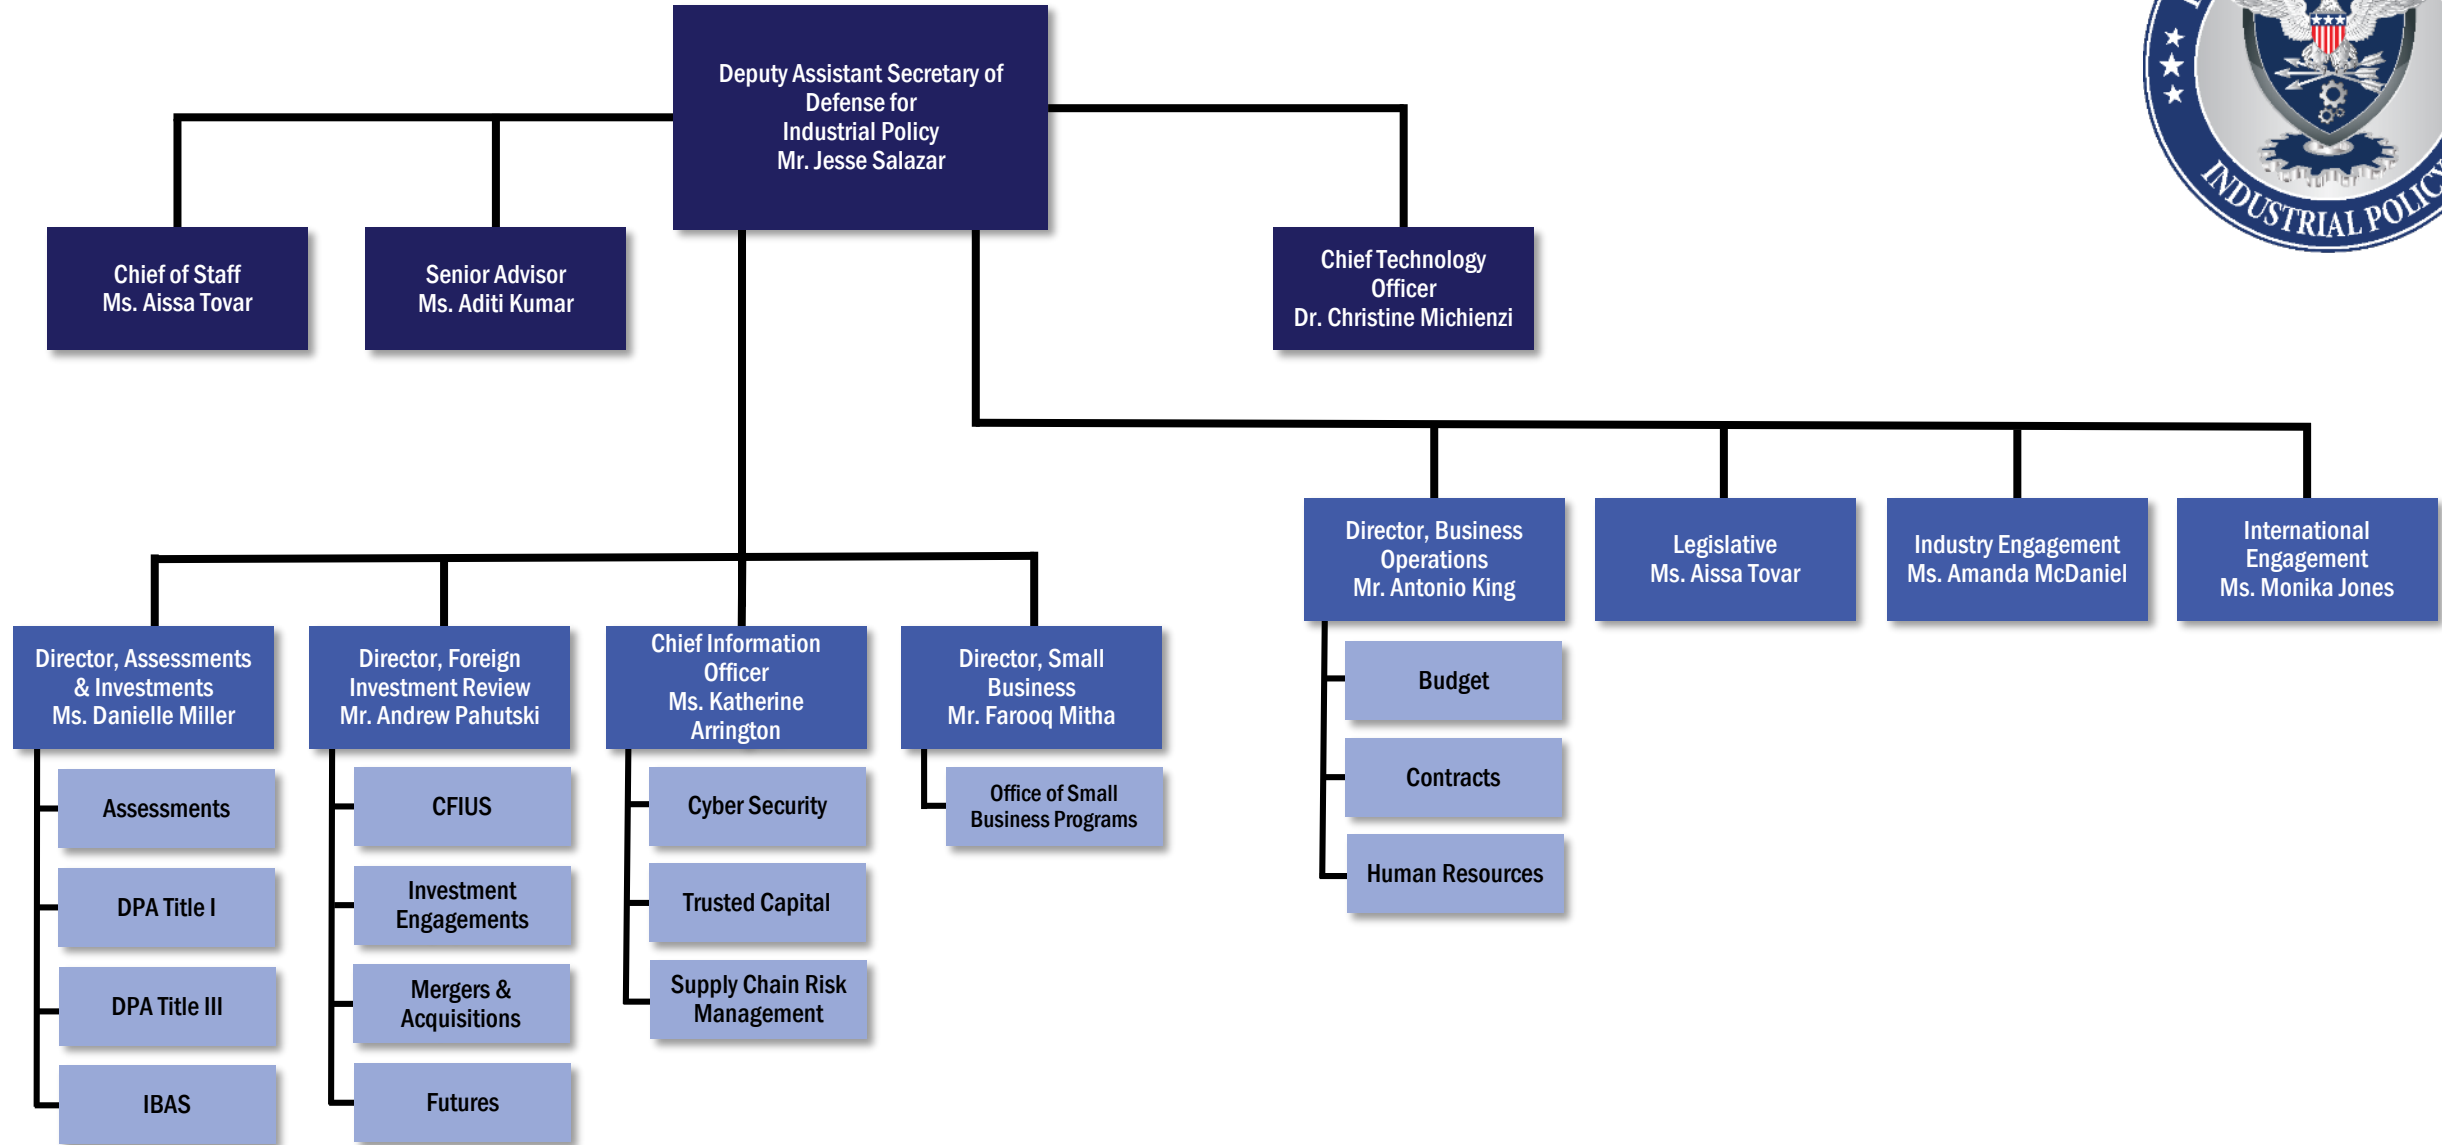 Deputy Assistant Secretary of
Defense for
Industrial Policy
Mr. Jesse Salazar
INDUSTRIAL POLICY
Chief of Staff
Ms. Aissa Tovar
Senior Advisor
Ms. Aditi Kumar
Chief Technology
Officer
Dr. Christine Michienzi
Director, Business
Operations
Mr. Antonio King
Legislative
Ms. Aissa Tovar
Industry Engagement
Ms. Amanda McDaniel
International
Engagement
Ms. Monika Jones
Director, Assessments
& Investments
Ms. Danielle Miller
Director, Foreign
Investment Review
Mr. Andrew Pahutski
Chief Information
Officer
Ms. Katherine
Arrington
Director, Small
Business
Mr. Farooq Mitha
Assessments
DPA Title I
DPA Title III
IBAS
CFIUS
Investment
Engagements
Mergers &
Acquisitions
Futures
Cyber Security
Trusted Capital
Supply Chain Risk
Management
Office of Small
Business Programs
Budget
Contracts
Human Resources